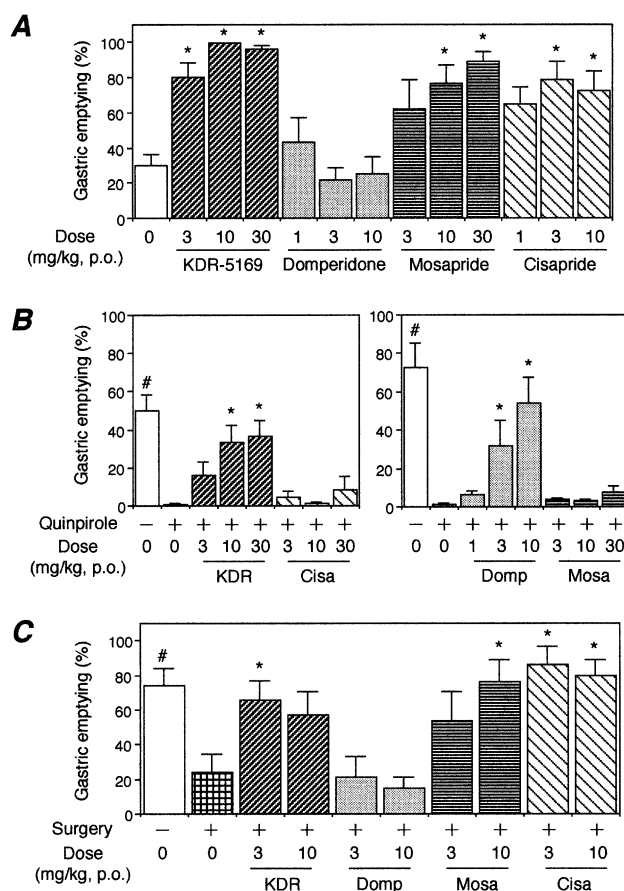 A
Gastric emptying (%)
100
80
60
40
20
0
* * * * * * *
Dose 0 3 10 30 1 3 10 3 10 30 1 3 10
(mg/kg, p.o.) KDR-5169 Domperidone Mosapride Cisapride
B
Gastric emptying (%)
100
80
60
40
20
0
# * *
Quinpirole − + + + + + + +
Dose 0 0 3 10 30 3 10 30
(mg/kg, p.o.) KDR Cisa
Gastric emptying (%)
100
80
60
40
20
0
# * *
− + + + + + + +
0 0 1 3 10 3 10 30
Domp Mosa
C
Gastric emptying (%)
100
80
60
40
20
0
# * * * *
Surgery − + + + + + + + + +
Dose 0 0 3 10 3 10 3 10 3 10
(mg/kg, p.o.) KDR Domp Mosa Cisa